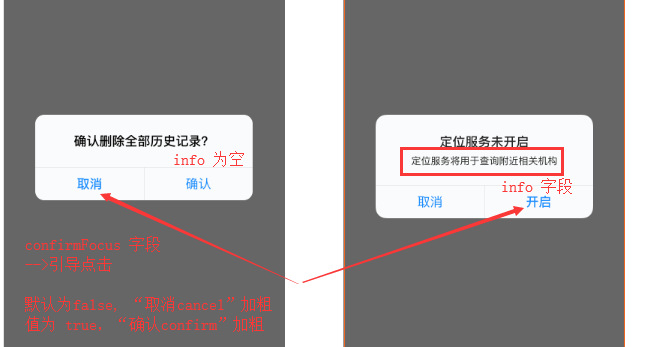 确认删除全部历史记录?
info 为空
取消
确认
confirmFocus 字段
——>引导点击
默认为false, “取消cancel”加粗
值为 true, “确认confirm”加粗
定位服务未开启
定位服务将用于查询附近相关机构
info 字段
取消
开启